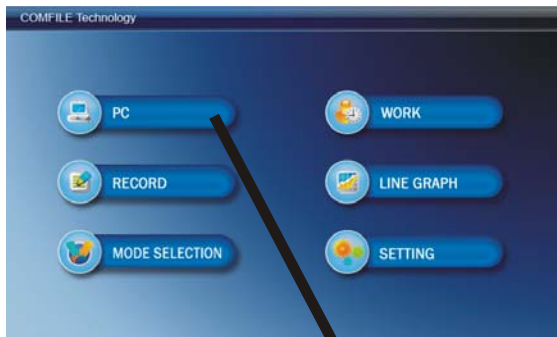 COMFILE Technology
PC
WORK
RECORD
LINE GRAPH
MODE SELECTION
SETTING